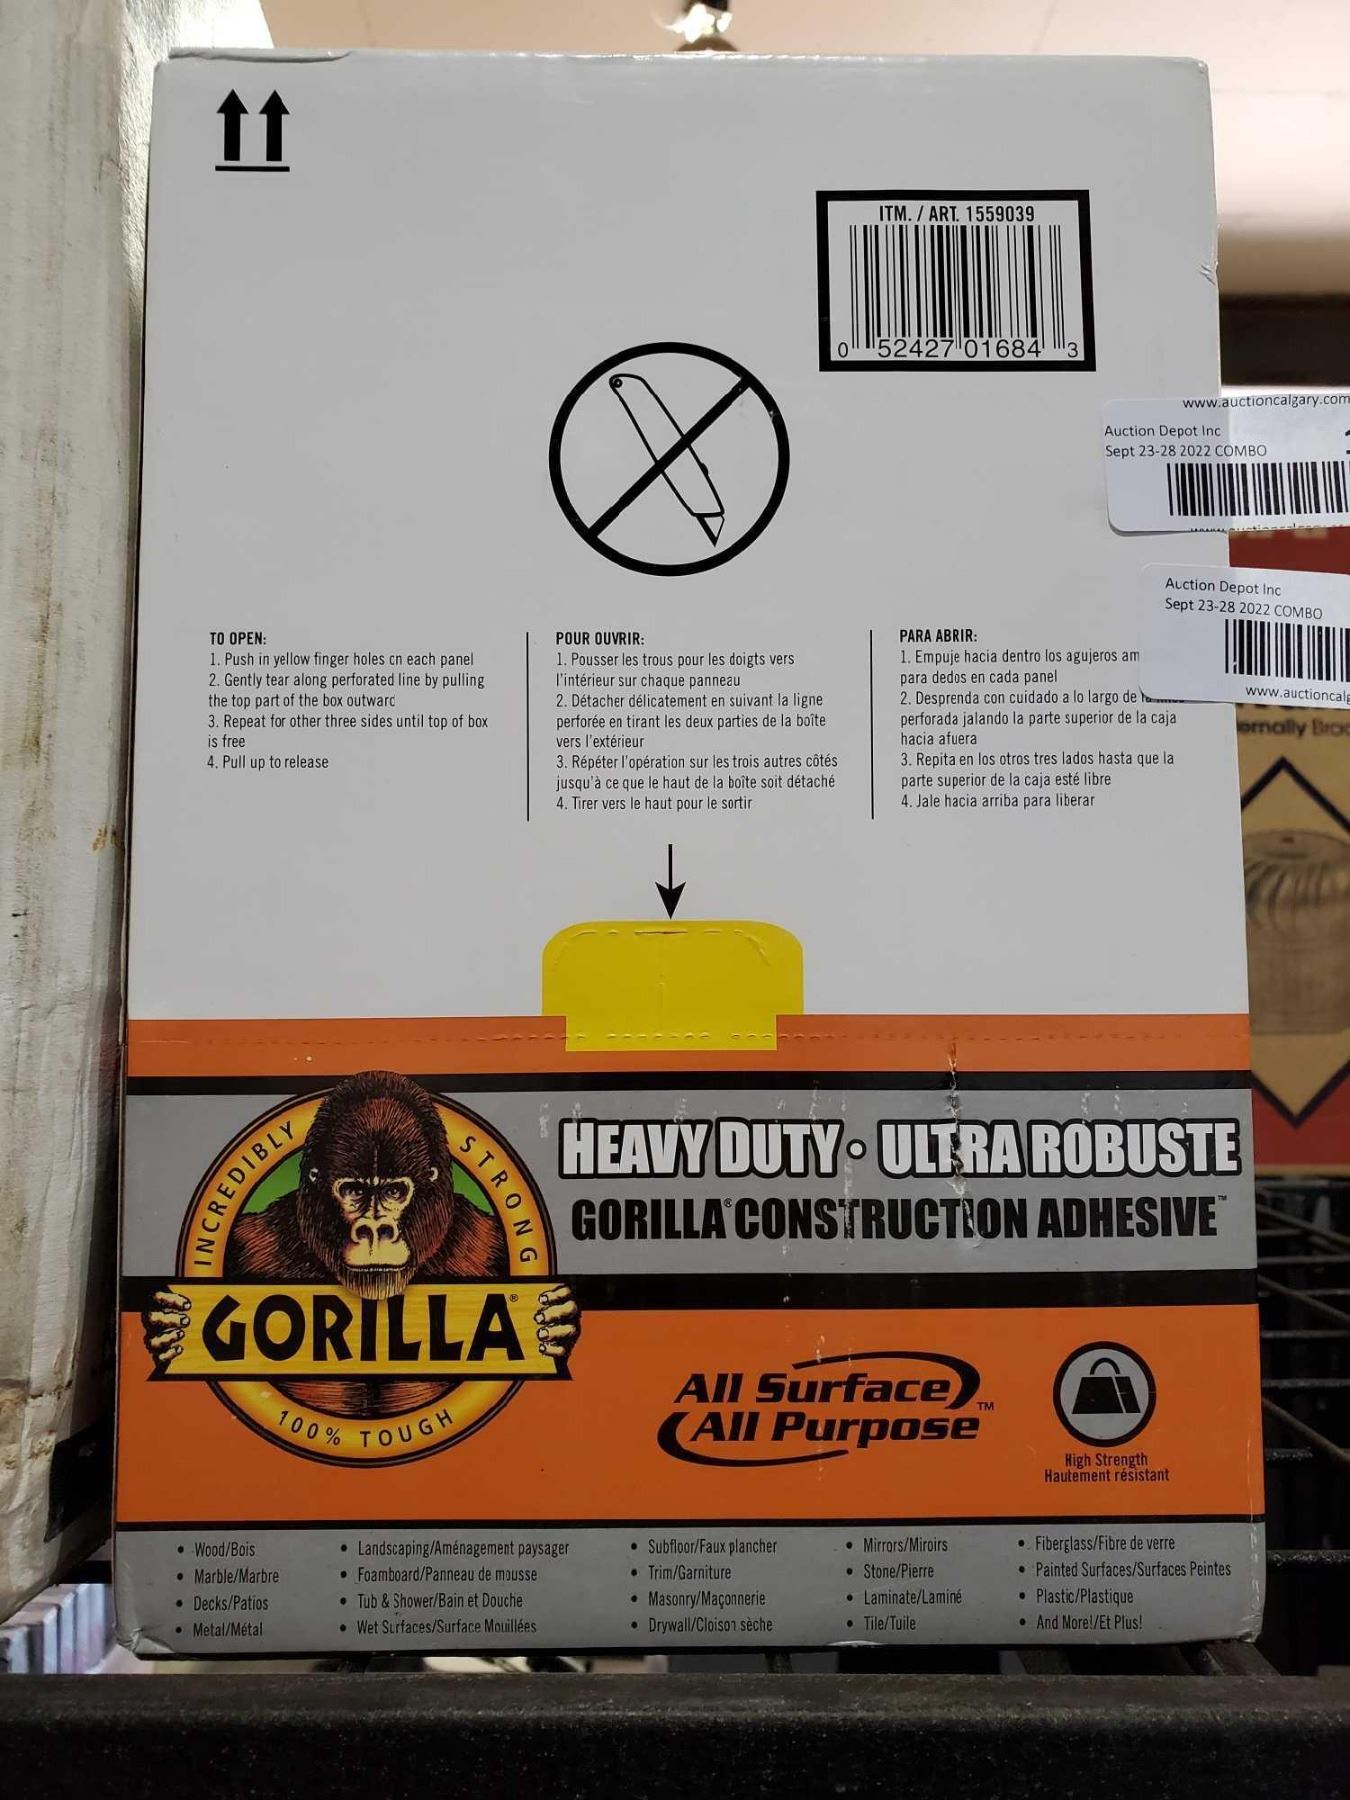 ITM. / ART. 1559039
0 52427 01684 3
www.auctioncalgary.com
Auction Depot Inc
Sept 23-28 2022 COMBO
Auction Depot Inc
Sept 23-28 2022 COMBO
TO OPEN:
1. Push in yellow finger holes on each panel
2. Gently tear along perforated line by pulling
the top part of the box outward
3. Repeat for other three sides until top of box
is free
4. Pull up to release
POUR OUVRIR:
1. Pousser les trous pour les doigts vers
l'intérieur sur chaque panneau
2. Détacher délicatement en suivant la ligne
perforée en tirant les deux parties de la boîte
vers l'extérieur
3. Répéter l'opération sur les trois autres côtés
jusqu'à ce que le haut de la boîte soit détaché
4. Tirer vers le haut pour le sortir
PARA ABRIR:
1. Empuje hacia dentro los agujeros am
para dedos en cada panel
2. Desprenda con cuidado a lo largo de
perforada jalando la parte superior de la caja
hacia afuera
3. Repita en los otros tres lados hasta que la
parte superior de la caja esté libre
4. Jale hacia arriba para liberar
www.auctioncalg
INCREDIBLY STRONG
GORILLA®
100% TOUGH
HEAVY DUTY • ULTRA ROBUSTE
GORILLA® CONSTRUCTION ADHESIVE™
All Surface
All Purpose™
High Strength
Hautement résistant
• Wood/Bois
• Marble/Marbre
• Decks/Patios
• Metal/Métal
• Landscaping/Aménagement paysager
• Foamboard/Panneau de mousse
• Tub & Shower/Bain et Douche
• Wet Surfaces/Surface Mouillées
• Subfloor/Faux plancher
• Trim/Garniture
• Masonry/Maçonnerie
• Drywall/Cloison sèche
• Mirrors/Miroirs
• Stone/Pierre
• Laminate/Laminé
• Tile/Tuile
• Fiberglass/Fibre de verre
• Painted Surfaces/Surfaces Peintes
• Plastic/Plastique
• And More!/Et Plus!